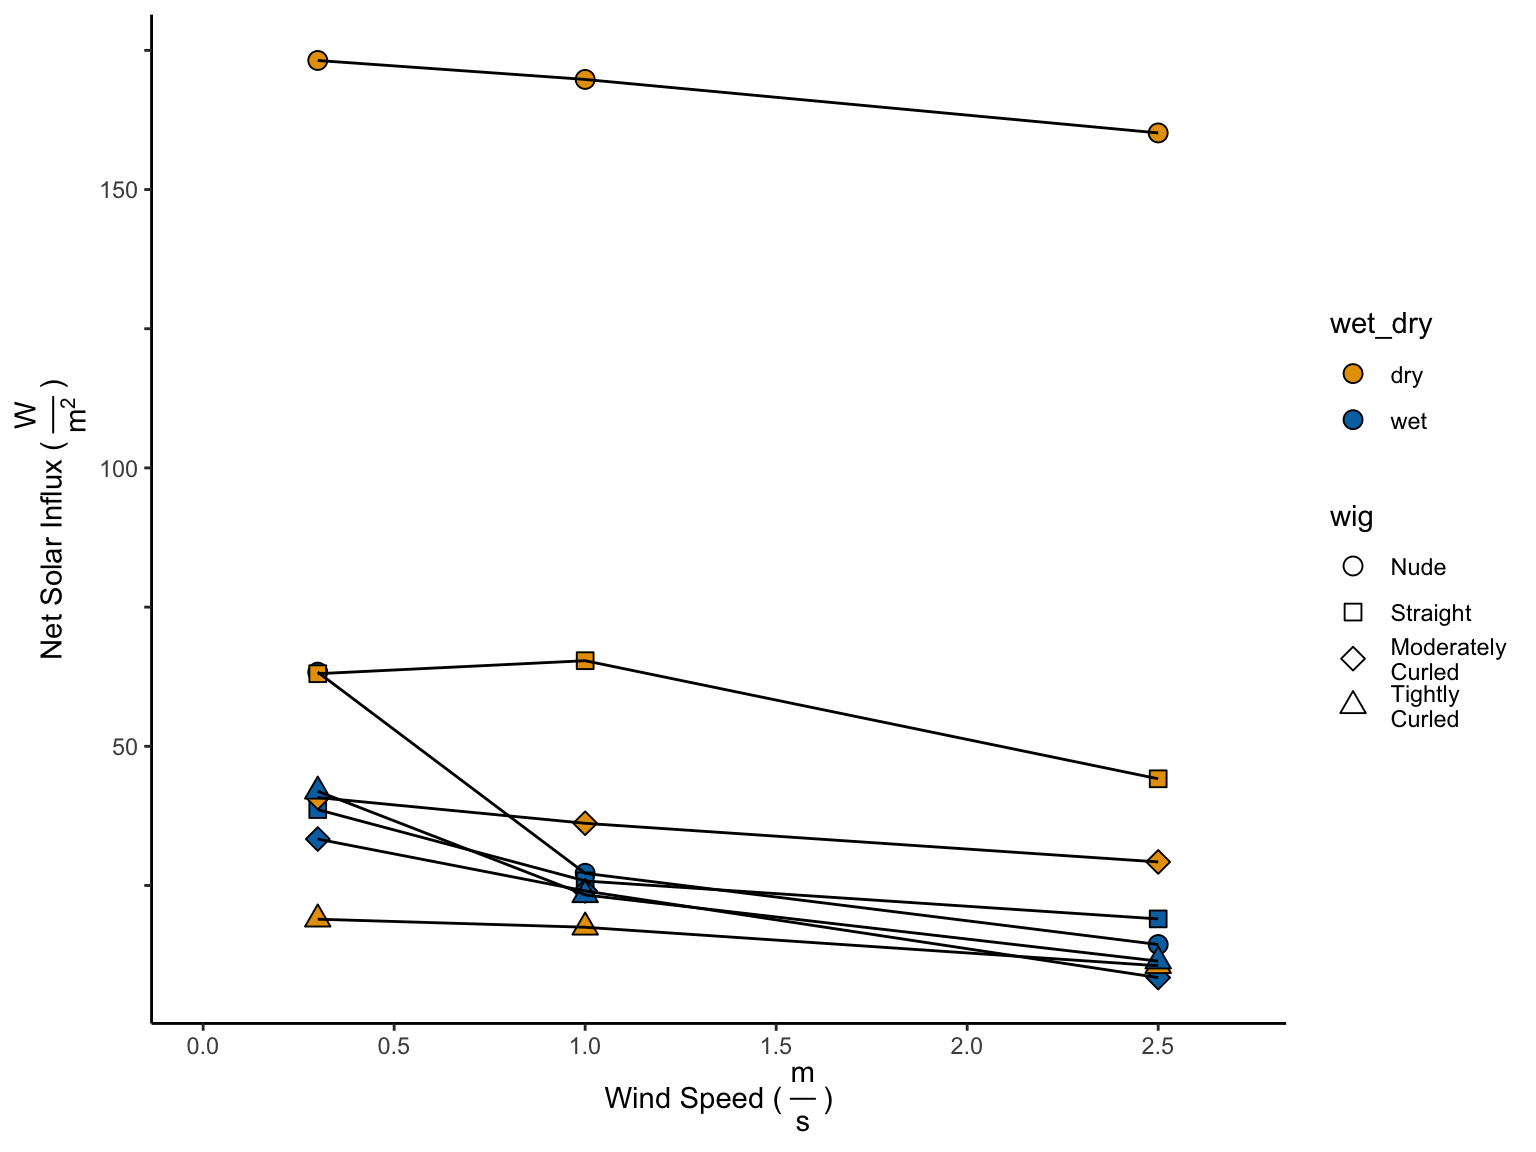 150
100
50
Net Solar Influx ( W/m² )
0.0 0.5 1.0 1.5 2.0 2.5
Wind Speed ( m/s )
wet_dry
dry
wet
wig
Nude
Straight
Moderately
Curled
Tightly
Curled